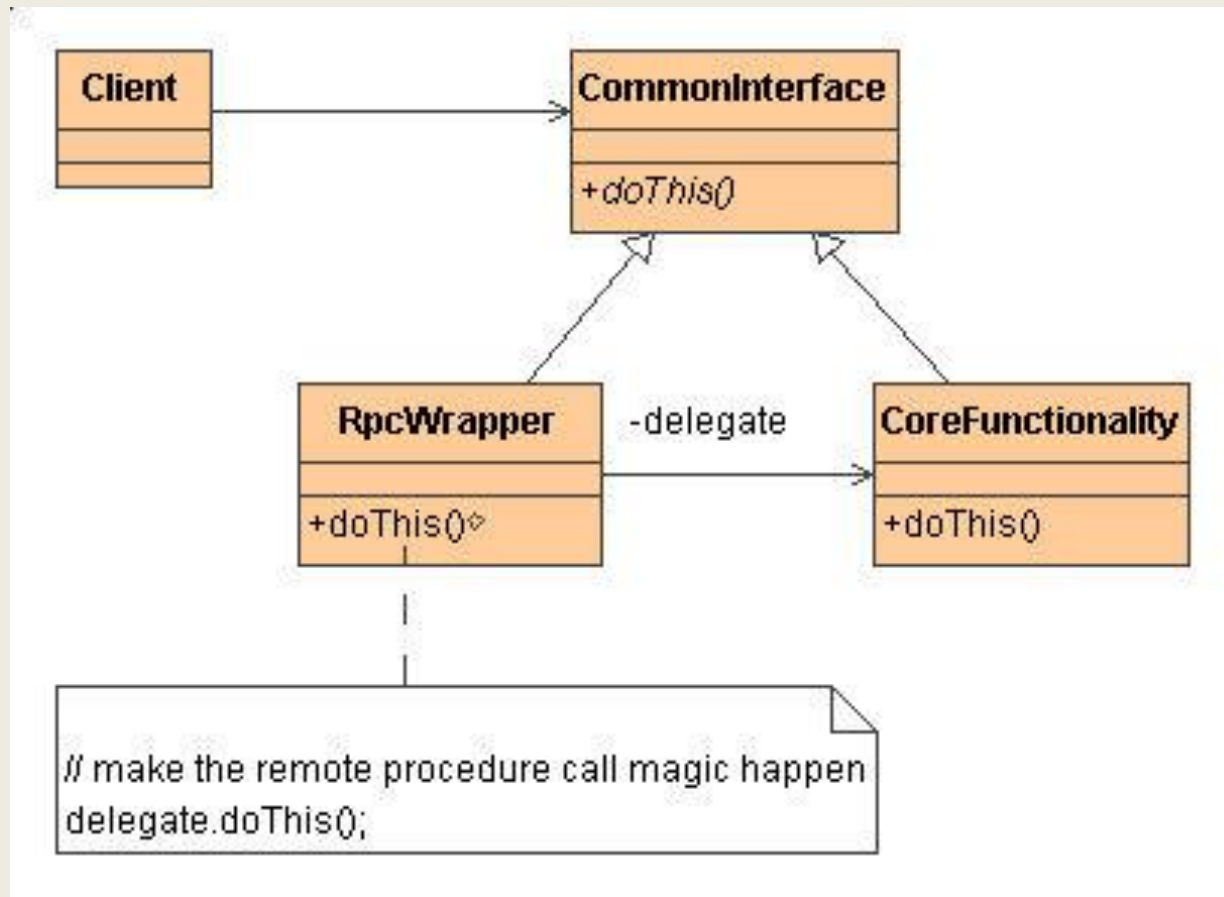 Client
CommonInterface
+doThis()
RpcWrapper
-delegate
CoreFunctionality
+doThis()
+doThis()
// make the remote procedure call magic happen
delegate.doThis();